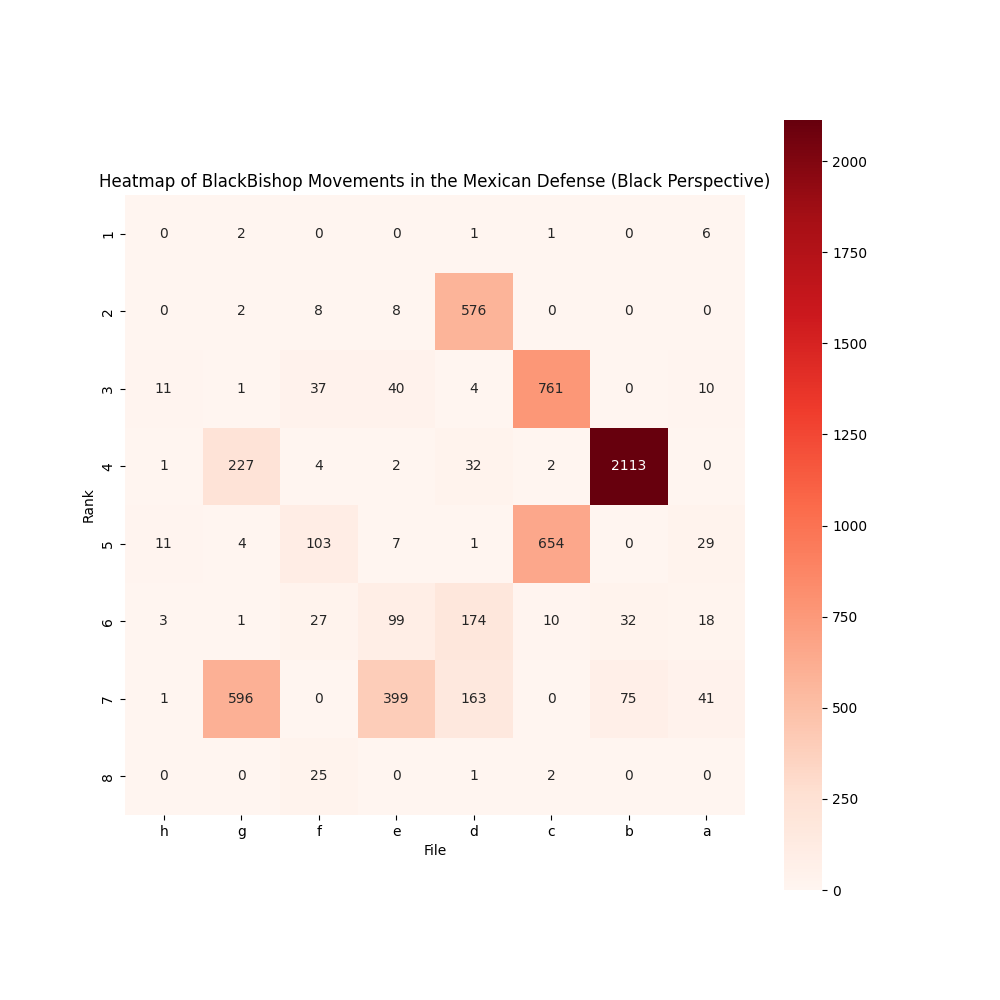 Heatmap of BlackBishop Movements in the Mexican Defense (Black Perspective)
1 0 2 0 0 1 1 0 6
2 0 2 8 8 576 0 0 0
3 11 1 37 40 4 761 0 10
4 1 227 4 2 32 2 2113 0
5 11 4 103 7 1 654 0 29
6 3 1 27 99 174 10 32 18
7 1 596 0 399 163 0 75 41
8 0 0 25 0 1 2 0 0
h g f e d c b a
File
Rank
2000
1750
1500
1250
1000
750
500
250
0